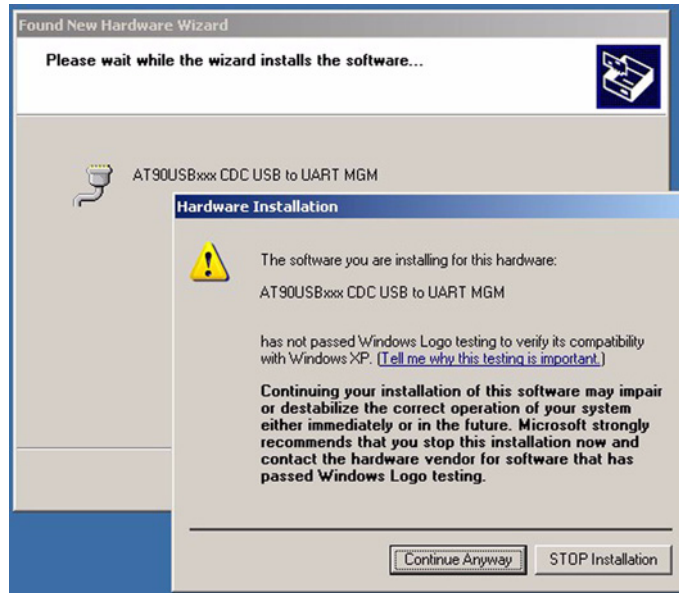 Found New Hardware Wizard
Please wait while the wizard installs the software...
AT90USBxxx CDC USB to UART MGM
Hardware Installation
The software you are installing for this hardware:
AT90USBxxx CDC USB to UART MGM
has not passed Windows Logo testing to verify its compatibility
with Windows XP. (Tell me why this testing is important.)
Continuing your installation of this software may impair
or destabilize the correct operation of your system
either immediately or in the future. Microsoft strongly
recommends that you stop this installation now and
contact the hardware vendor for software that has
passed Windows Logo testing.
Continue Anyway
STOP Installation